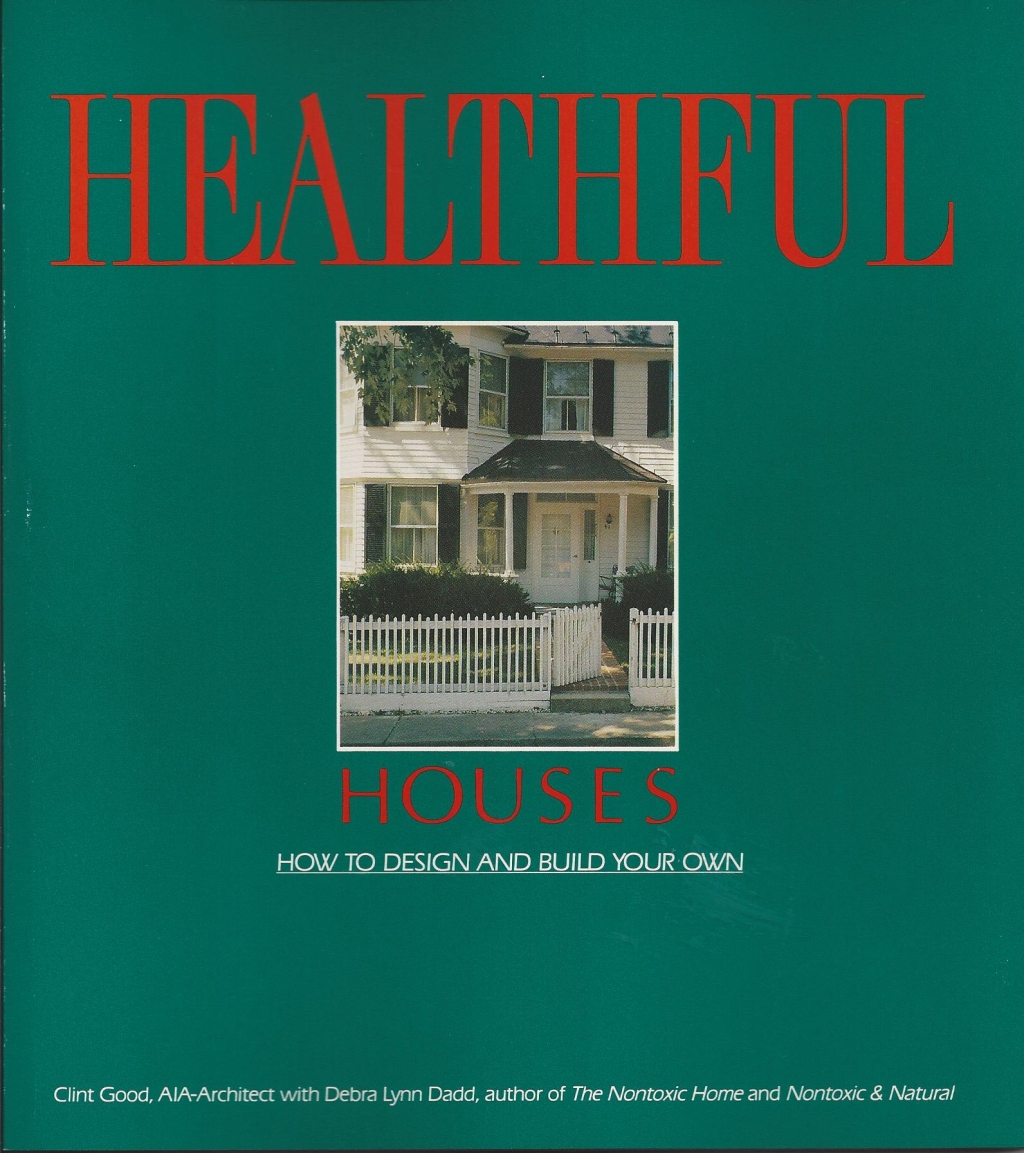 HEALTHFUL
HOUSES
HOW TO DESIGN AND BUILD YOUR OWN
Clint Good, AIA-Architect with Debra Lynn Dadd, author of The Nontoxic Home and Nontoxic & Natural